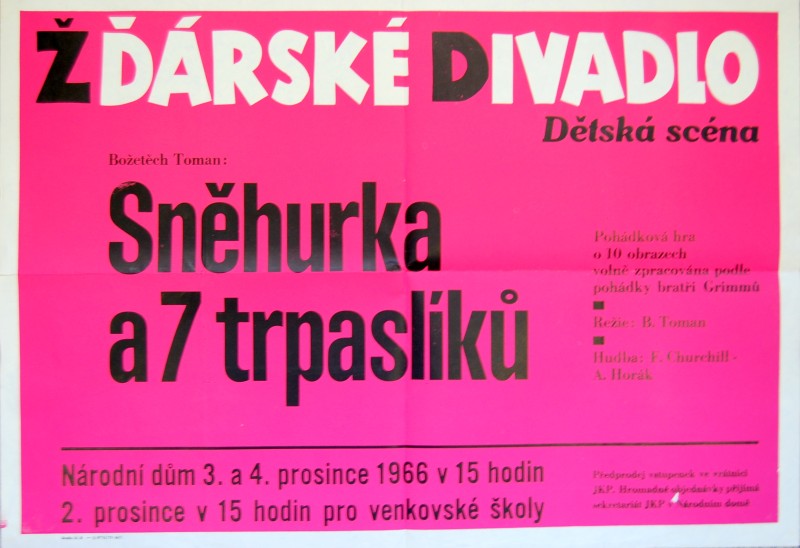 ŽĎÁRSKÉ DIVADLO
Dětská scéna
Božetěch Toman:
Sněhurka
a 7 trpaslíků
Pohádková hra
o 10 obrazech
volně zpracována podle
pohádky bratří Grimmů
Režie: B. Toman
Hudba: F. Churchill -
A. Horák
Národní dům 3. a 4. prosince 1966 v 15 hodin
2. prosince v 15 hodin pro venkovské školy
Předprodej vstupenek ve vrátnici
JKP. Hromadné objednávky přijímá
sekretariát JKP v Národním domě